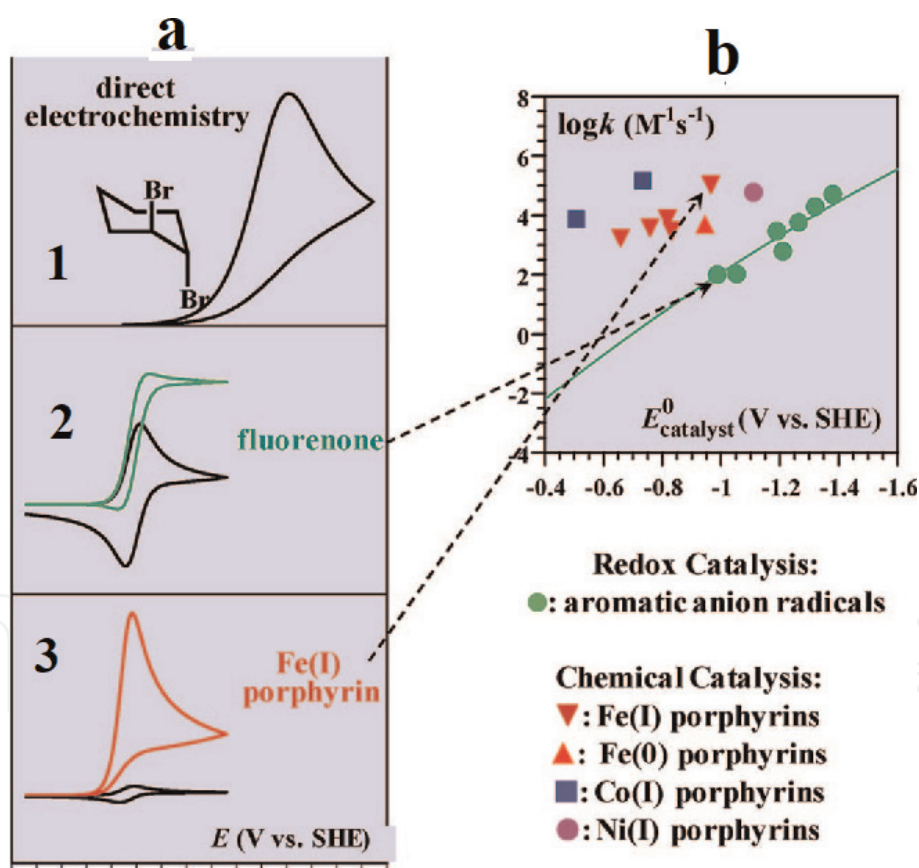 a
direct
electrochemistry
Br
Br
1
2
fluorenone
3
Fe(I)
porphyrin
E (V vs. SHE)
b
8
logk (M⁻¹s⁻¹)
6
4
2
0
-2
E⁰catalyst (V vs. SHE)
-4
-0.4 -0.6 -0.8 -1 -1.2 -1.4 -1.6
Redox Catalysis:
: aromatic anion radicals
Chemical Catalysis:
: Fe(I) porphyrins
: Fe(0) porphyrins
: Co(I) porphyrins
: Ni(I) porphyrins